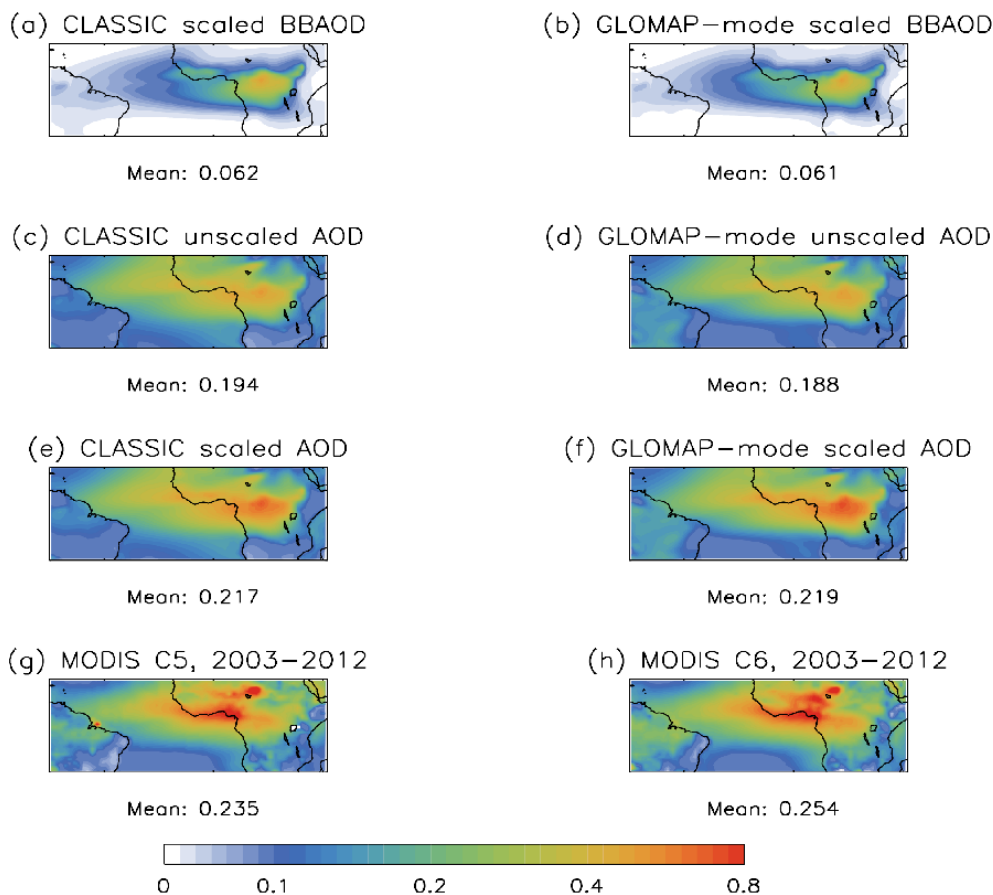 (a) CLASSIC scaled BBAOD
(b) GLOMAP-mode scaled BBAOD
Mean: 0.062
Mean: 0.061
(c) CLASSIC unscaled AOD
(d) GLOMAP-mode unscaled AOD
Mean: 0.194
Mean: 0.188
(e) CLASSIC scaled AOD
(f) GLOMAP-mode scaled AOD
Mean: 0.217
Mean: 0.219
(g) MODIS C5, 2003-2012
(h) MODIS C6, 2003-2012
Mean: 0.235
Mean: 0.254
0 0.1 0.2 0.4 0.8